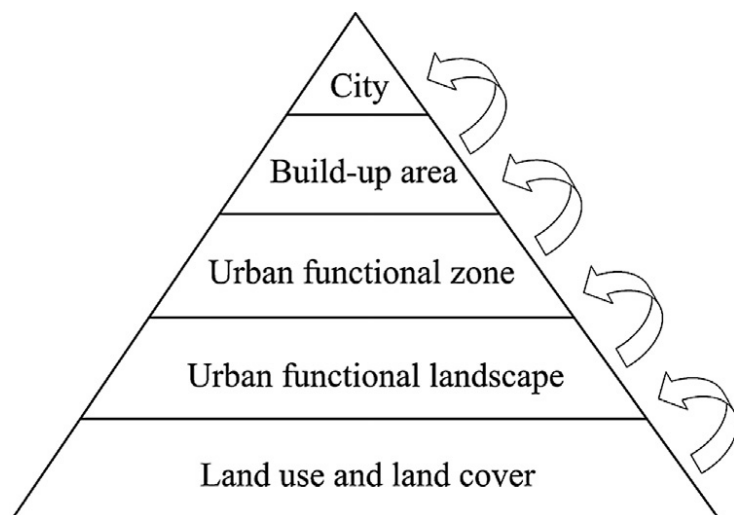 City
Build-up area
Urban functional zone
Urban functional landscape
Land use and land cover